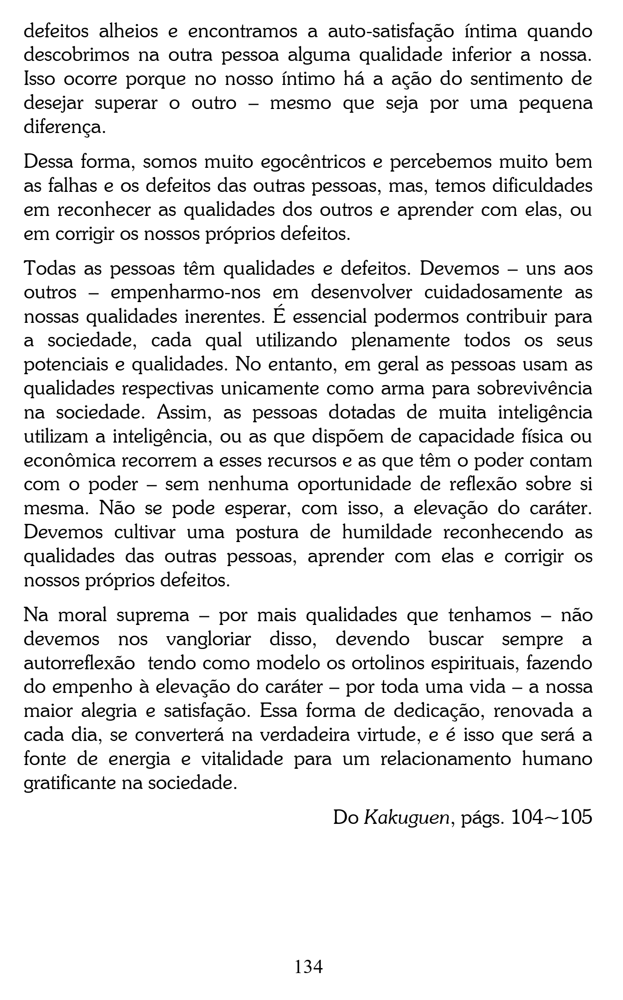 defeitos alheios e encontramos a auto-satisfação íntima quando
descobrimos na outra pessoa alguma qualidade inferior a nossa.
Isso ocorre porque no nosso íntimo há a ação do sentimento de
desejar superar o outro – mesmo que seja por uma pequena
diferença.
Dessa forma, somos muito egocêntricos e percebemos muito bem
as falhas e os defeitos das outras pessoas, mas, temos dificuldades
em reconhecer as qualidades dos outros e aprender com elas, ou
em corrigir os nossos próprios defeitos.
Todas as pessoas têm qualidades e defeitos. Devemos – uns aos
outros – empenharmo-nos em desenvolver cuidadosamente as
nossas qualidades inerentes. É essencial podermos contribuir para
a sociedade, cada qual utilizando plenamente todos os seus
potenciais e qualidades. No entanto, em geral as pessoas usam as
qualidades respectivas unicamente como arma para sobrevivência
na sociedade. Assim, as pessoas dotadas de muita inteligência
utilizam a inteligência, ou as que dispõem de capacidade física ou
econômica recorrem a esses recursos e as que têm o poder contam
com o poder – sem nenhuma oportunidade de reflexão sobre si
mesma. Não se pode esperar, com isso, a elevação do caráter.
Devemos cultivar uma postura de humildade reconhecendo as
qualidades das outras pessoas, aprender com elas e corrigir os
nossos próprios defeitos.
Na moral suprema – por mais qualidades que tenhamos – não
devemos nos vangloriar disso, devendo buscar sempre a
autorreflexão tendo como modelo os ortolinos espirituais, fazendo
do empenho à elevação do caráter – por toda uma vida – a nossa
maior alegria e satisfação. Essa forma de dedicação, renovada a
cada dia, se converterá na verdadeira virtude, e é isso que será a
fonte de energia e vitalidade para um relacionamento humano
gratificante na sociedade.
Do Kakuguen, págs. 104~105
134